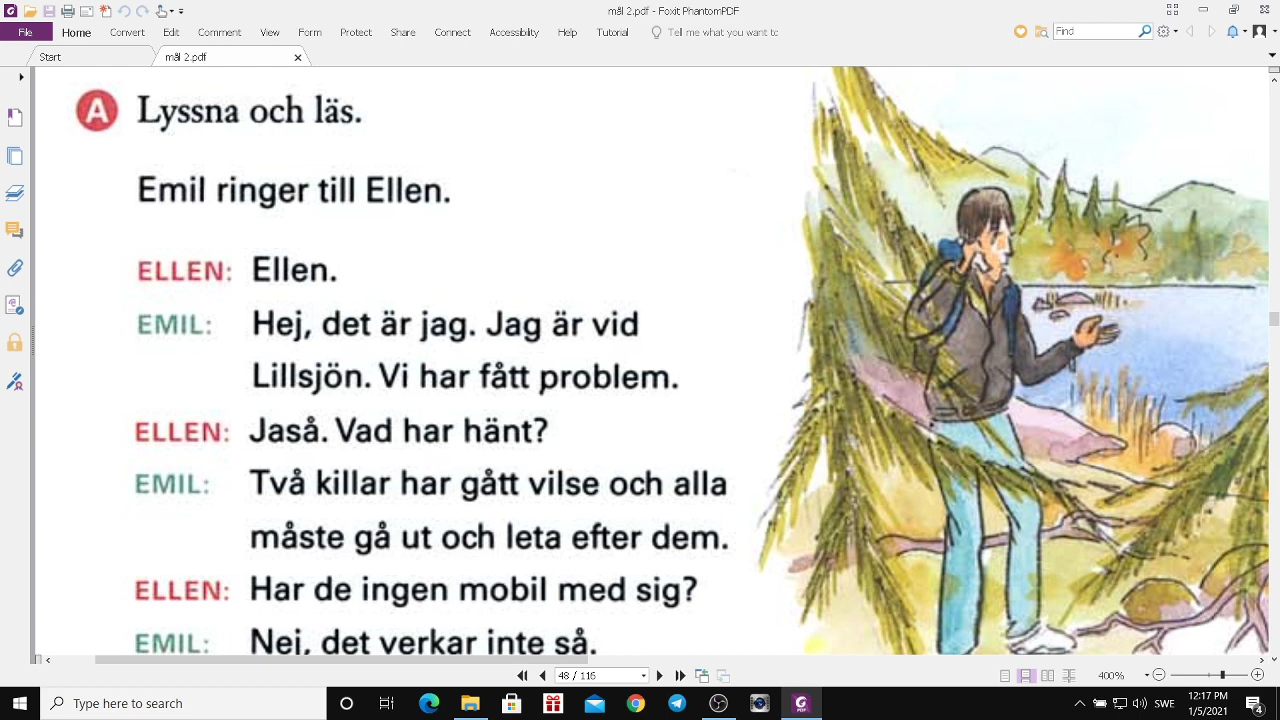 mål 2.pdf - Foxit PhantomPDF
File Home Convert Edit Comment View Form Protect Share Connect Accessibility Help Tutorial Tell me what you want to Find
Start mål 2.pdf
A Lyssna och läs.
Emil ringer till Ellen.
ELLEN: Ellen.
EMIL: Hej, det är jag. Jag är vid
Lillsjön. Vi har fått problem.
ELLEN: Jaså. Vad har hänt?
EMIL: Två killar har gått vilse och alla
måste gå ut och leta efter dem.
ELLEN: Har de ingen mobil med sig?
EMIL: Nej, det verkar inte så.
48 / 116 400%
Type here to search SWE 12:17 PM
1/5/2021 4